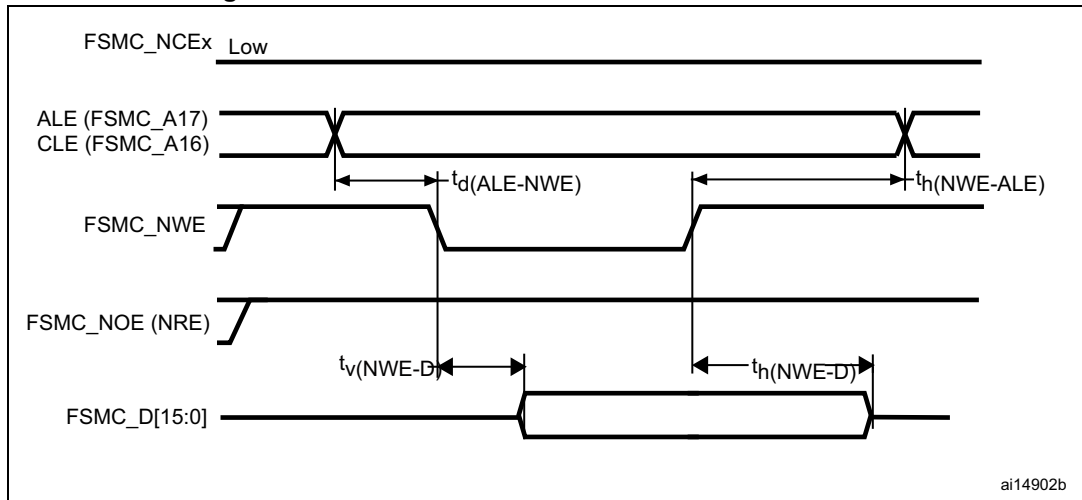 FSMC_NCEx Low
ALE (FSMC_A17)
CLE (FSMC_A16)
td(ALE-NWE)
th(NWE-ALE)
FSMC_NWE
FSMC_NOE (NRE)
tv(NWE-D)
th(NWE-D)
FSMC_D[15:0]
ai14902b